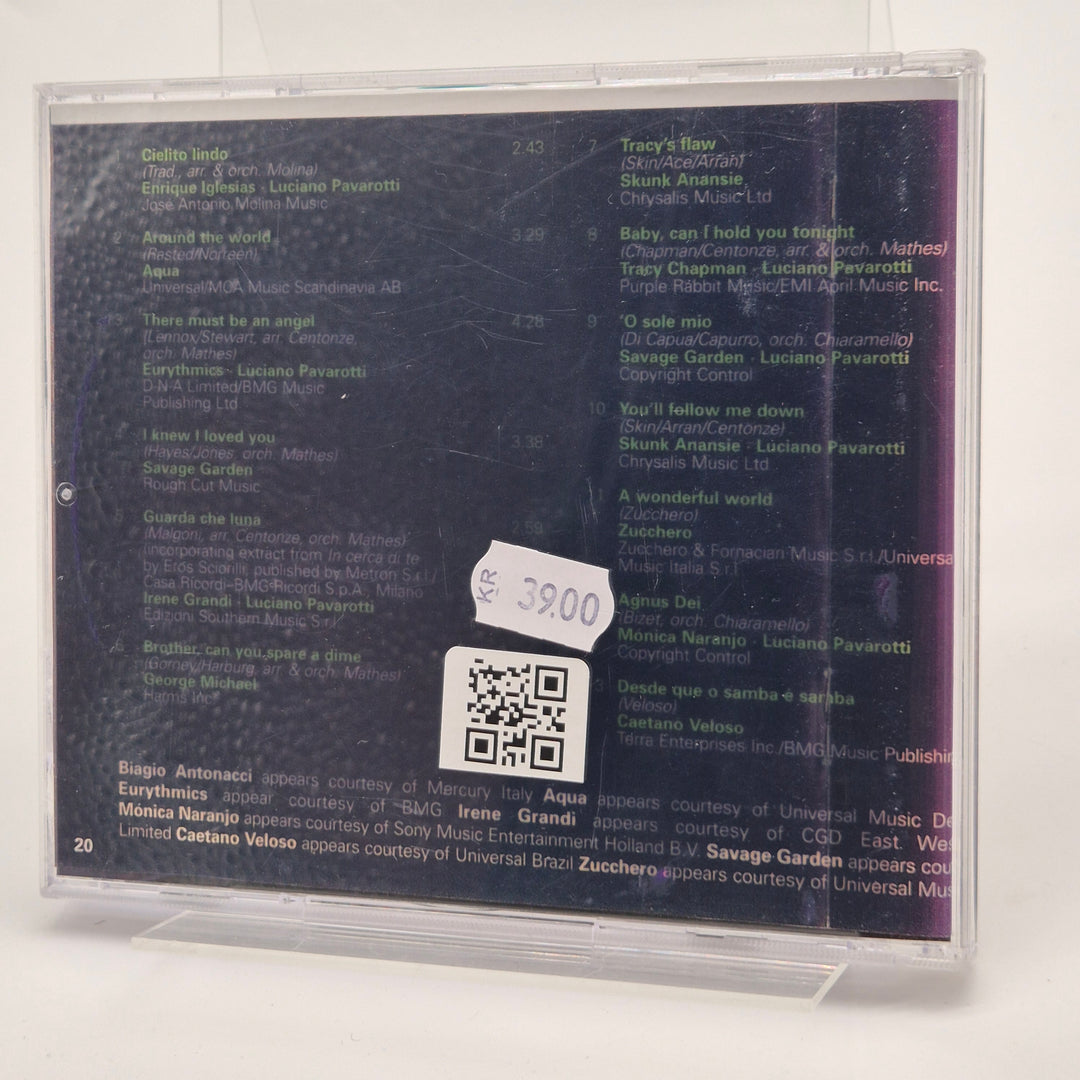 1 Cielito lindo 2.43
(Trad., arr. & orch. Molina)
Enrique Iglesias · Luciano Pavarotti
José Antonio Molina Music
2 Around the world 3.29
(Rasted/Norreen)
Aqua
Universal/MCA Music Scandinavia AB
3 There must be an angel 4.28
(Lennox/Stewart, arr. Centonze,
orch. Mathes)
Eurythmics · Luciano Pavarotti
D-N-A Limited/BMG Music
Publishing Ltd
I knew I loved you 3.38
(Hayes/Jones, orch. Mathes)
Savage Garden
Rough Cut Music
5 Guarda che luna 2.59
(Malgoni, arr. Centonze, orch. Mathes)
(incorporating extract from In cerca di te
by Eros Sciorilli, published by Metron S.r.l./
Casa Ricordi–BMG Ricordi S.p.A., Milano
Irene Grandi · Luciano Pavarotti
Edizioni Southern Music S.r.l
6 Brother, can you spare a dime
(Gorney/Harburg, arr. & orch. Mathes)
George Michael
Harms Inc
7 Tracy's flaw
(Skin/Ace/Arran)
Skunk Anansie
Chrysalis Music Ltd
8 Baby, can I hold you tonight
(Chapman/Centonze, arr. & orch. Mathes)
Tracy Chapman · Luciano Pavarotti
Purple Rabbit Music/EMI April Music Inc.
9 'O sole mio
(Di Capua/Capurro, orch. Chiaramello)
Savage Garden · Luciano Pavarotti
Copyright Control
10 You'll follow me down
(Skin/Arran/Centonze)
Skunk Anansie · Luciano Pavarotti
Chrysalis Music Ltd
1 A wonderful world
(Zucchero)
Zucchero
Zucchero & Fornaciari Music S.r.l./Universa
Music Italia S.r.l
Agnus Dei
(Bizet, orch. Chiaramello)
Mónica Naranjo · Luciano Pavarotti
Copyright Control
3 Desde que o samba é samba
(Veloso)
Caetano Veloso
Terra Enterprises Inc./BMG Music Publishin
KR 39.00
Biagio Antonacci appears courtesy of Mercury Italy Aqua appears courtesy of Universal Music De
Eurythmics appear courtesy of BMG Irene Grandi appears courtesy of CGD East. Wes
Mónica Naranjo appears courtesy of Sony Music Entertainment Holland B.V. Savage Garden appears cou
Limited Caetano Veloso appears courtesy of Universal Brazil Zucchero appears courtesy of Universal Mus
20